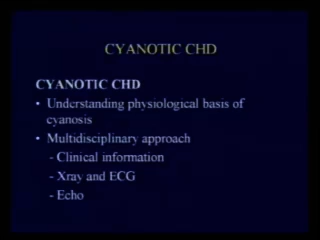 CYANOTIC CHD
CYANOTIC CHD
• Understanding physiological basis of
cyanosis
• Multidisciplinary approach
- Clinical information
- Xray and ECG
- Echo